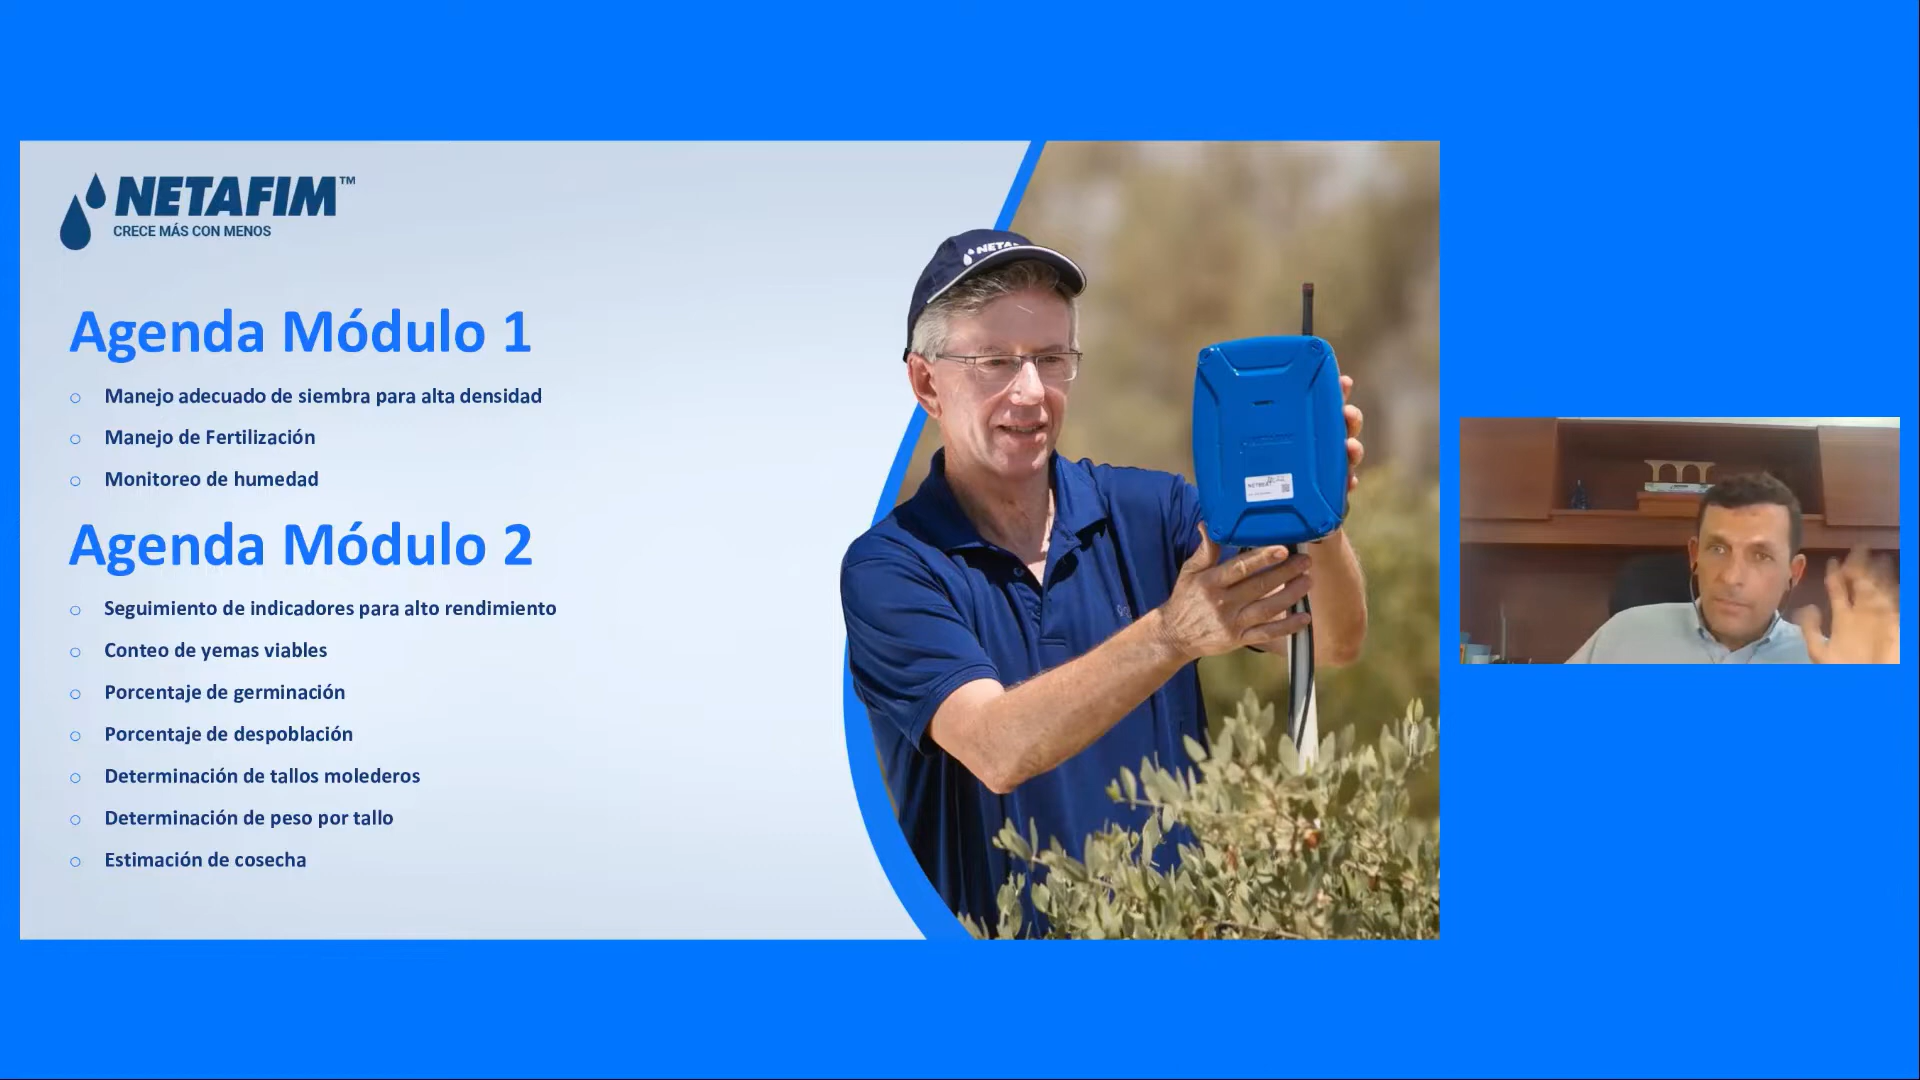 NETAFIM™
CRECE MÁS CON MENOS
Agenda Módulo 1
Manejo adecuado de siembra para alta densidad
Manejo de Fertilización
Monitoreo de humedad
Agenda Módulo 2
Seguimiento de indicadores para alto rendimiento
Conteo de yemas viables
Porcentaje de germinación
Porcentaje de despoblación
Determinación de tallos molederos
Determinación de peso por tallo
Estimación de cosecha